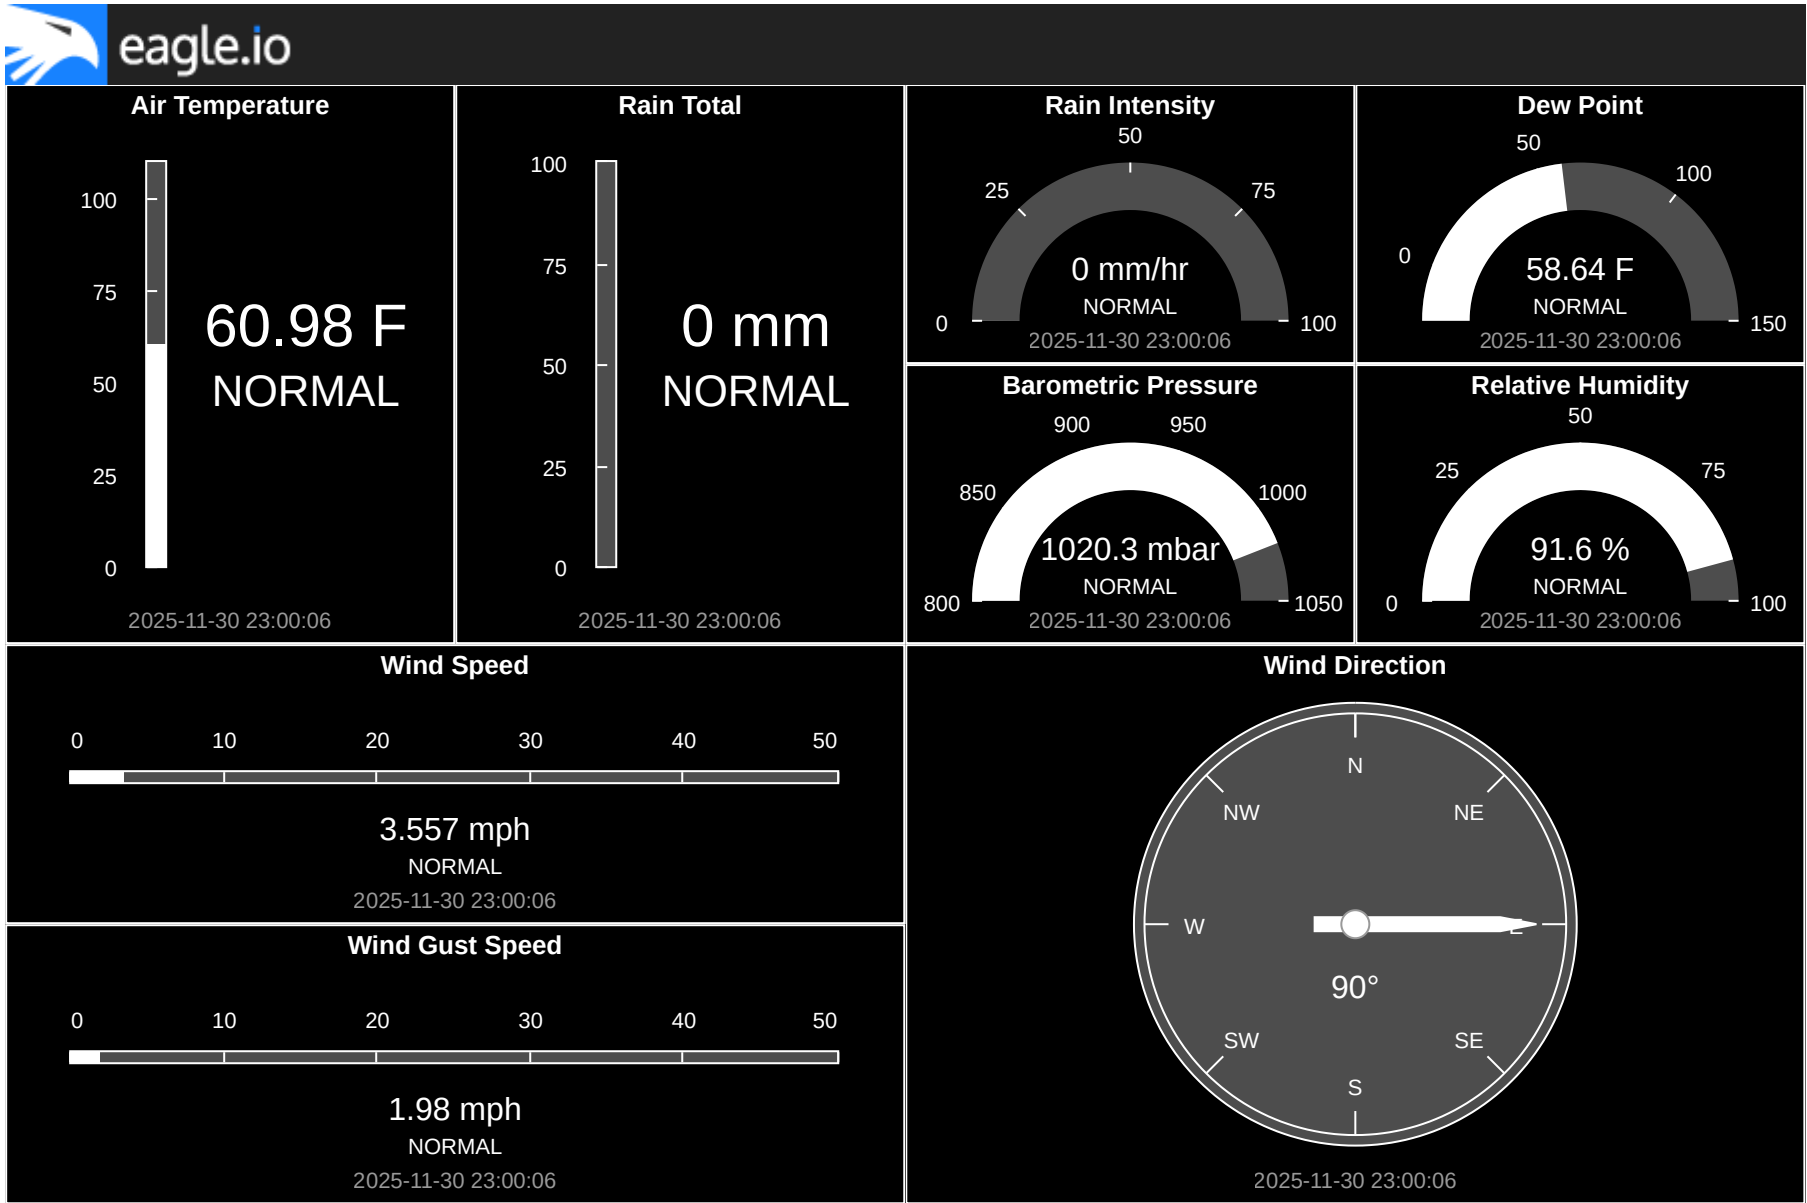 eagle.io
Air Temperature
100
75
50
25
0
60.98 F
NORMAL
2025-11-30 23:00:06
Rain Total
100
75
50
25
0
0 mm
NORMAL
2025-11-30 23:00:06
Rain Intensity
0
25
50
75
100
0 mm/hr
NORMAL
2025-11-30 23:00:06
Dew Point
0
50
100
150
58.64 F
NORMAL
2025-11-30 23:00:06
Barometric Pressure
800
850
900
950
1000
1050
1020.3 mbar
NORMAL
2025-11-30 23:00:06
Relative Humidity
0
25
50
75
100
91.6 %
NORMAL
2025-11-30 23:00:06
Wind Speed
0 10 20 30 40 50
3.557 mph
NORMAL
2025-11-30 23:00:06
Wind Gust Speed
0 10 20 30 40 50
1.98 mph
NORMAL
2025-11-30 23:00:06
Wind Direction
N
NW NE
W E
90°
SW SE
S
2025-11-30 23:00:06